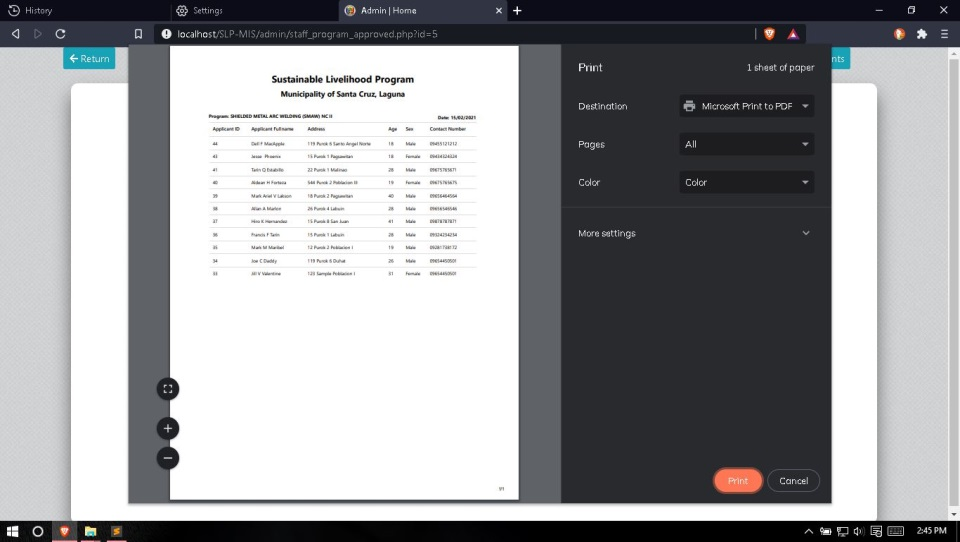 History
Settings
Admin | Home
localhost/SLP-MIS/admin/staff_program_approved.php?id=5
Return
nts
Sustainable Livelihood Program
Municipality of Santa Cruz, Laguna
Program: SHIELDED METAL ARC WELDING (SMAW) NC II Date: 15/02/2021
Applicant ID Applicant Fullname Address Age Sex Contact Number
44 Dell F MacApple 119 Purok 6 Santo Angel Norte 18 Male 09455121212
43 Jesse Phoenix 15 Purok 1 Pagsawitan 18 Female 09434324324
41 Tarin Q Estabillo 22 Purok 1 Malinao 28 Male 09675765671
40 Aldean H Fonteza 544 Purok 2 Poblacion III 19 Female 09675765675
39 Mark Ariel V Labson 18 Purok 2 Pagsawitan 40 Male 09656464564
38 Allan A Marlon 26 Purok 4 Labuin 28 Male 09656546546
37 Nino K Hernandez 15 Purok 8 San Juan 41 Male 09878787871
36 Francis F Tarin 15 Purok 1 Labuin 28 Male 09324234234
35 Mark M Maribel 12 Purok 2 Poblacion I 19 Male 09281738172
34 Joe C Daddy 119 Purok 6 Duhat 26 Male 09654450501
33 Jill V Valentine 123 Sample Poblacion I 31 Female 09654450501
1/1
Print 1 sheet of paper
Destination Microsoft Print to PDF
Pages All
Color Color
More settings
Print Cancel
2:45 PM